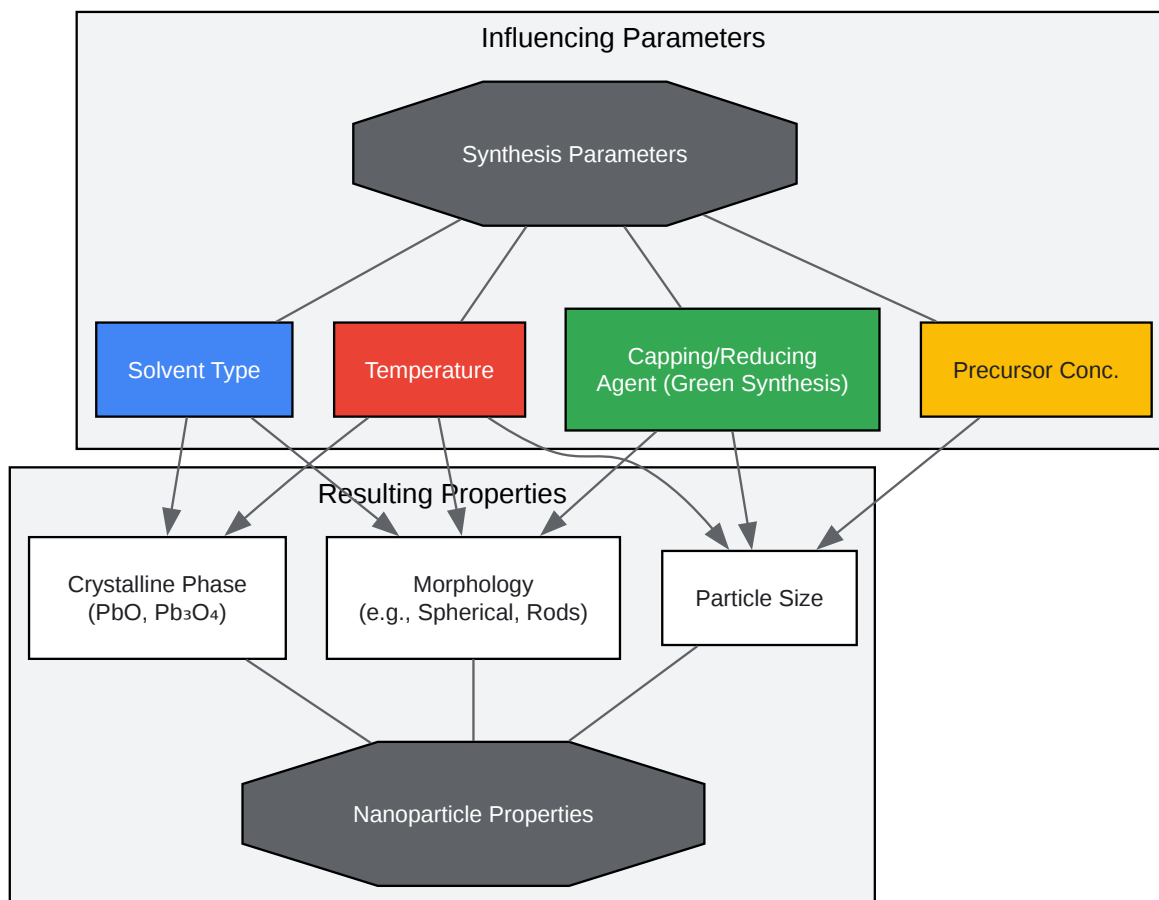 Influencing Parameters
Synthesis Parameters
Solvent Type
Temperature
Capping/Reducing
Agent (Green Synthesis)
Precursor Conc.
Resulting Properties
Crystalline Phase
(PbO, Pb₃O₄)
Morphology
(e.g., Spherical, Rods)
Particle Size
Nanoparticle Properties